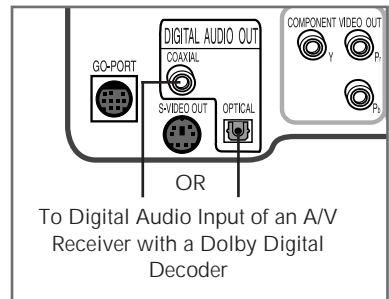 COMPONENT VIDEO OUT
DIGITAL AUDIO OUT
COAXIAL
GO-PORT
Y
Pr
S-VIDEO OUT
OPTICAL
Pb
OR
To Digital Audio Input of an A/V
Receiver with a Dolby Digital
Decoder